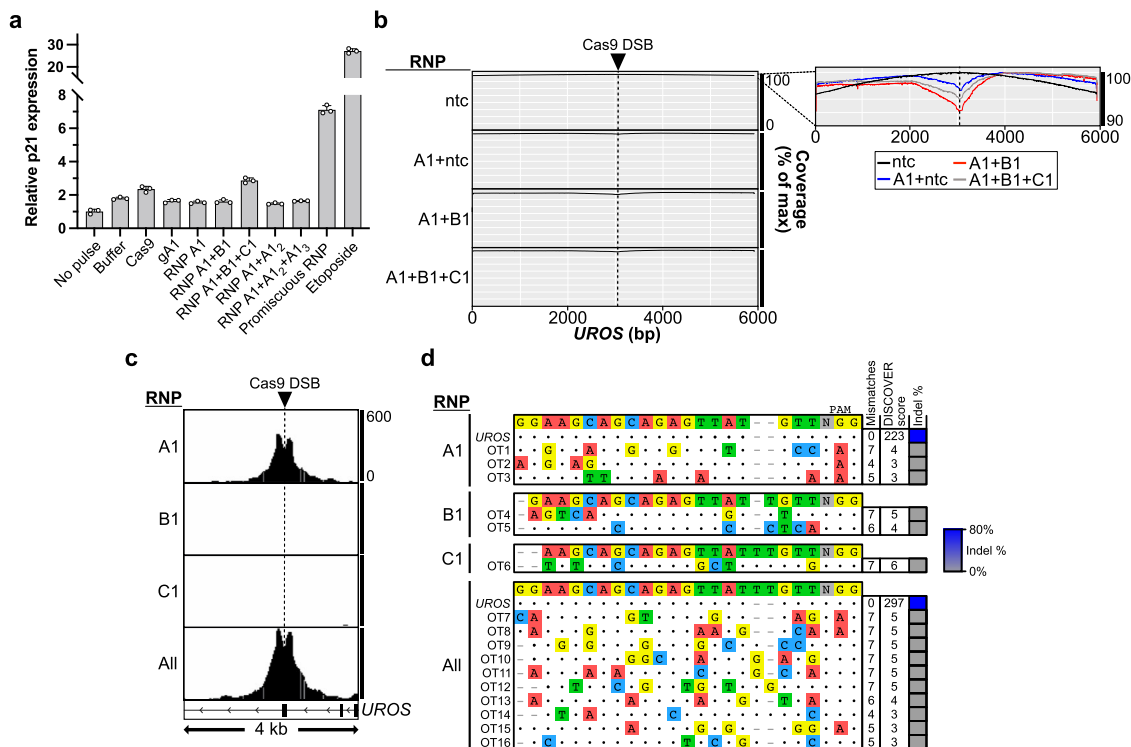 a
Relative p21 expression
30
20
8
6
4
2
1
0
No pulse
Buffer
Cas9
gA1
RNP A1
RNP A1+B1
RNP A1+B1+C1
RNP A1+A1₂
RNP A1+A1₂+A1₃
Promiscuous RNP
Etoposide
b
RNP
Cas9 DSB
ntc
A1+ntc
A1+B1
A1+B1+C1
100
0
Coverage
(% of max)
0 2000 4000 6000
UROS (bp)
100
90
0 2000 4000 6000
ntc A1+B1
A1+ntc A1+B1+C1
c
RNP
Cas9 DSB
A1
600
0
B1
C1
All
UROS
4 kb
d
RNP
PAM
Mismatches
DISCOVER score
Indel %
A1
G G A A G C A G C A G A G T T A T – – G T T N G G
UROS – – 0 223
OT1 G A G G T – – C C A 7 4
OT2 A G A G – – A 4 3
OT3 T T A A – – A A 5 3
B1
– G A A G C A G C A G A G T T A T – T G T T N G G
OT4 – A G T C A G – T 7 5
OT5 – C C C T C A 6 4
C1
– – A A G C A G C A G A G T T A T T T G T T N G G
OT6 – – T T C G C T G 7 6
All
G G A A G C A G C A G A G T T A T T T G T T N G G
UROS – – 0 297
OT7 C A G T G – – A G A 7 5
OT8 A G A A G – – C A A 7 5
OT9 G G G G C – C C 7 5
OT10 G G C A G A G 7 5
OT11 A A A C G C A 7 5
OT12 T C G T G T G 7 5
OT13 A A A G T A 6 4
OT14 T A C – – C 4 3
OT15 A G G – – G G A 5 3
OT16 C T C G – – C 5 3
80%
Indel %
0%